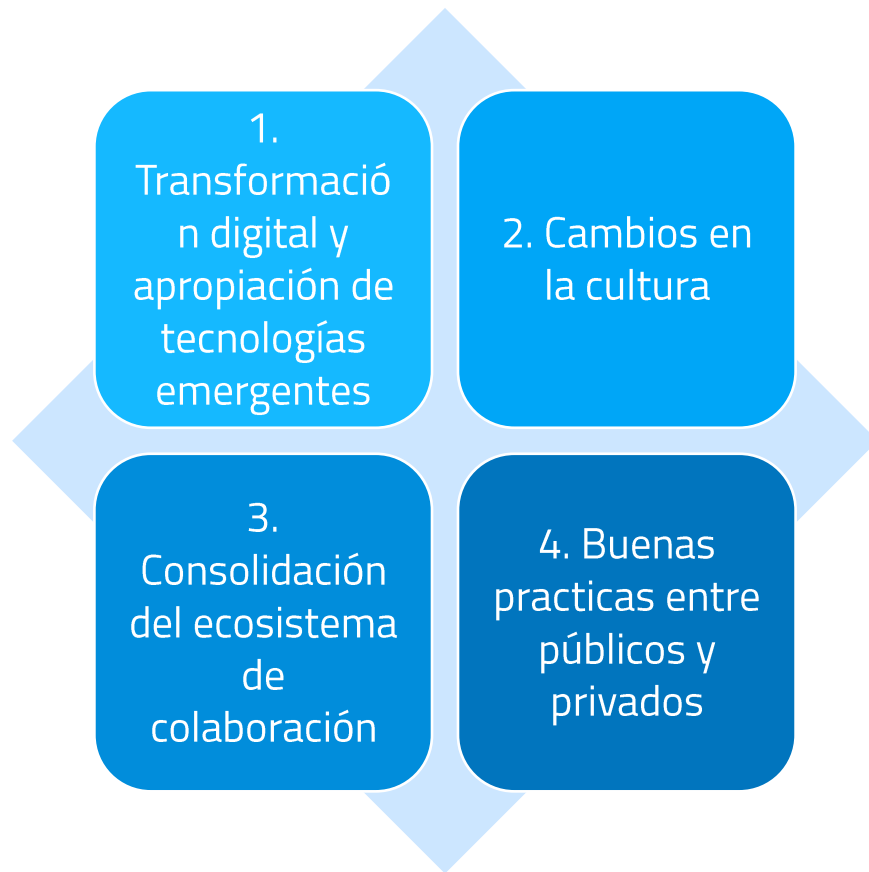 1.
Transformació
n digital y
apropiación de
tecnologías
emergentes
2. Cambios en
la cultura
3.
Consolidación
del ecosistema
de
colaboración
4. Buenas
practicas entre
públicos y
privados